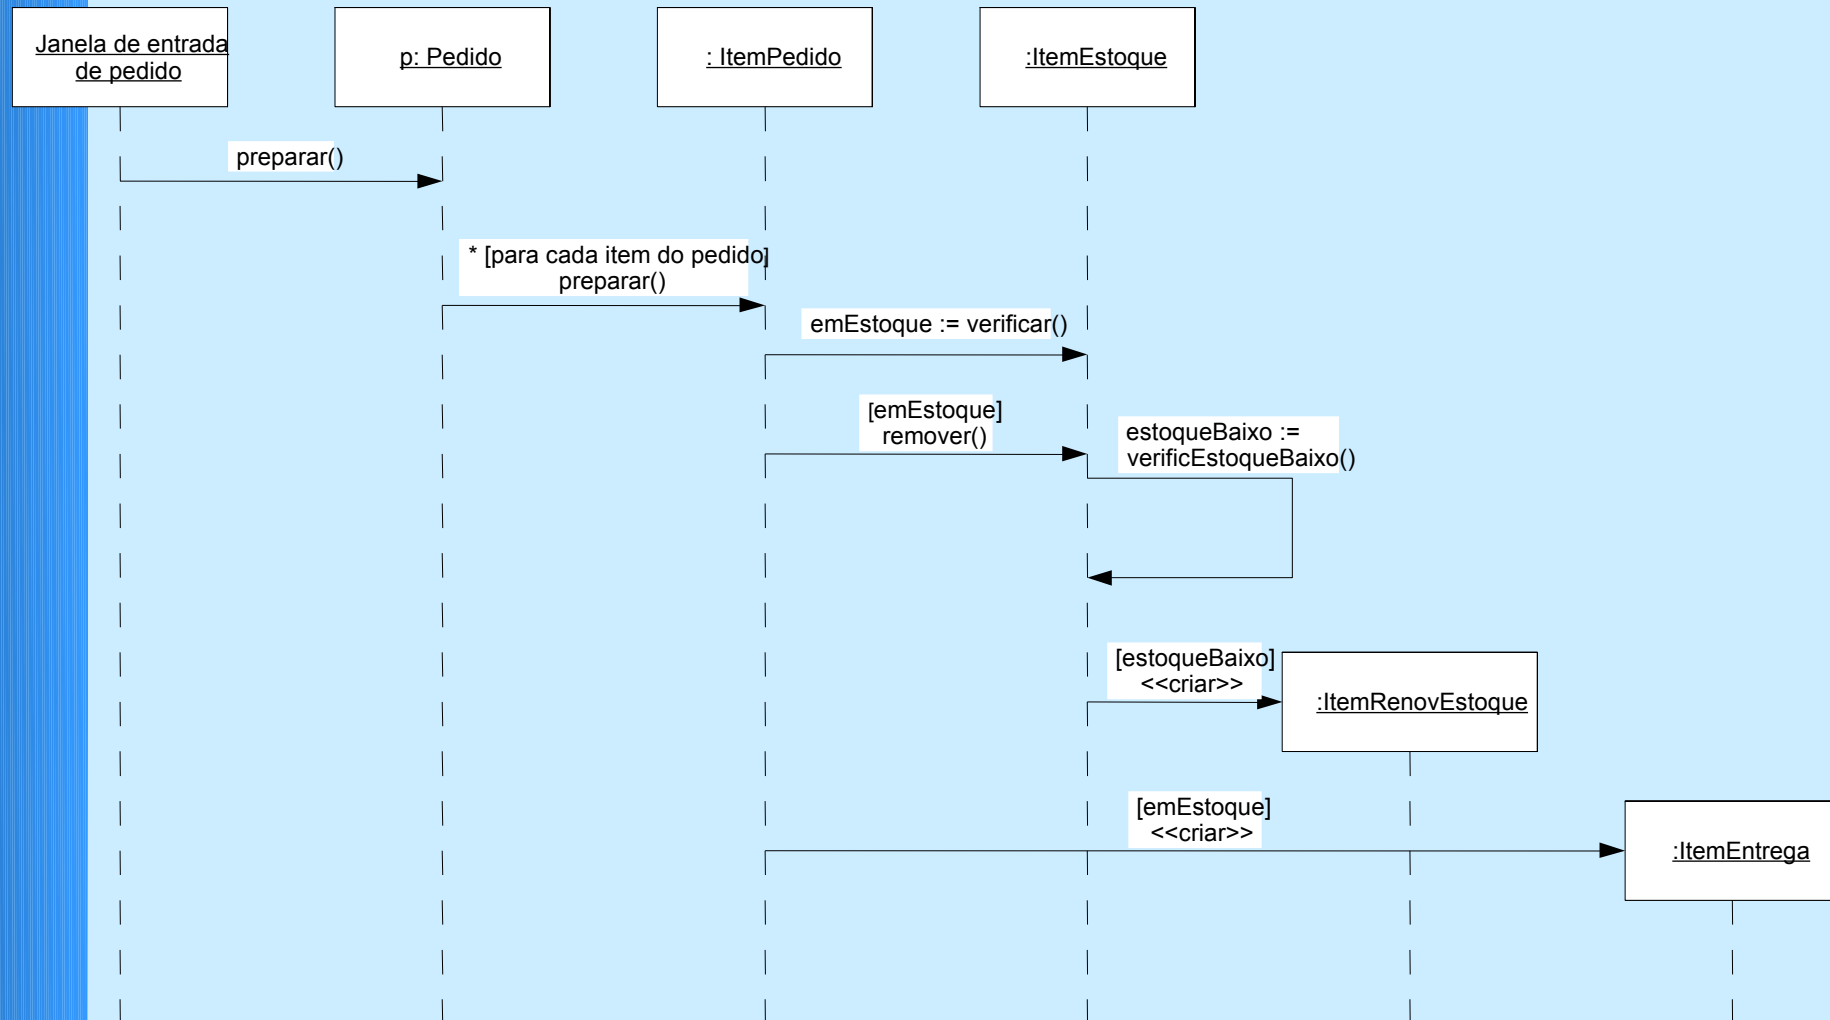 Janela de entrada
de pedido
p: Pedido
: ItemPedido
:ItemEstoque
preparar()
* [para cada item do pedido]
preparar()
emEstoque := verificar()
[emEstoque]
remover()
estoqueBaixo :=
verificEstoqueBaixo()
[estoqueBaixo]
<<criar>>
:ItemRenovEstoque
[emEstoque]
<<criar>>
:ItemEntrega